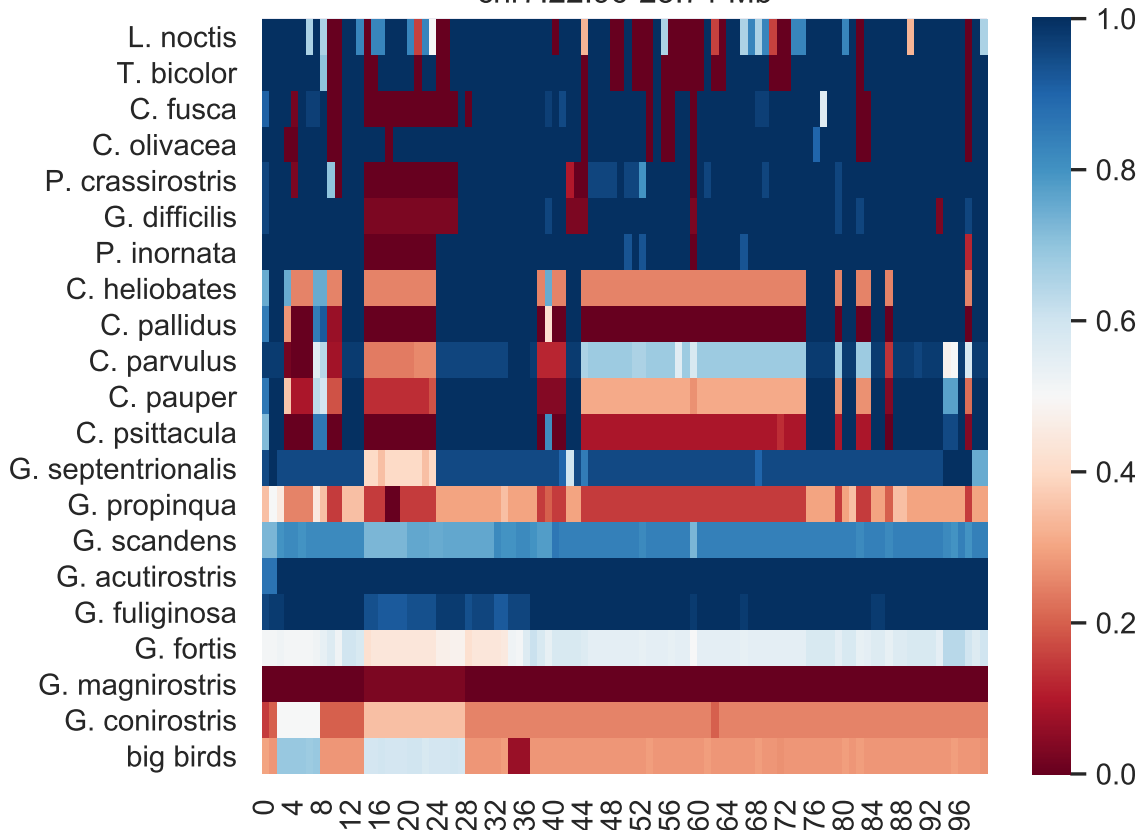 L. noctis
T. bicolor
C. fusca
C. olivacea
P. crassirostris
G. difficilis
P. inornata
C. heliobates
C. pallidus
C. parvulus
C. pauper
C. psittacula
G. septentrionalis
G. propinqua
G. scandens
G. acutirostris
G. fuliginosa
G. fortis
G. magnirostris
G. conirostris
big birds
0 4 8 12 16 20 24 28 32 36 40 44 48 52 56 60 64 68 72 76 80 84 88 92 96
1.0
0.8
0.6
0.4
0.2
0.0